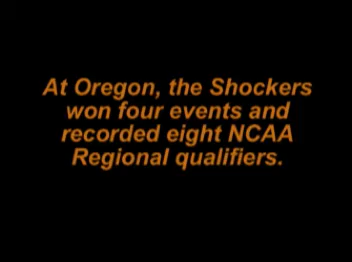 At Oregon, the Shockers
won four events and
recorded eight NCAA
Regional qualifiers.